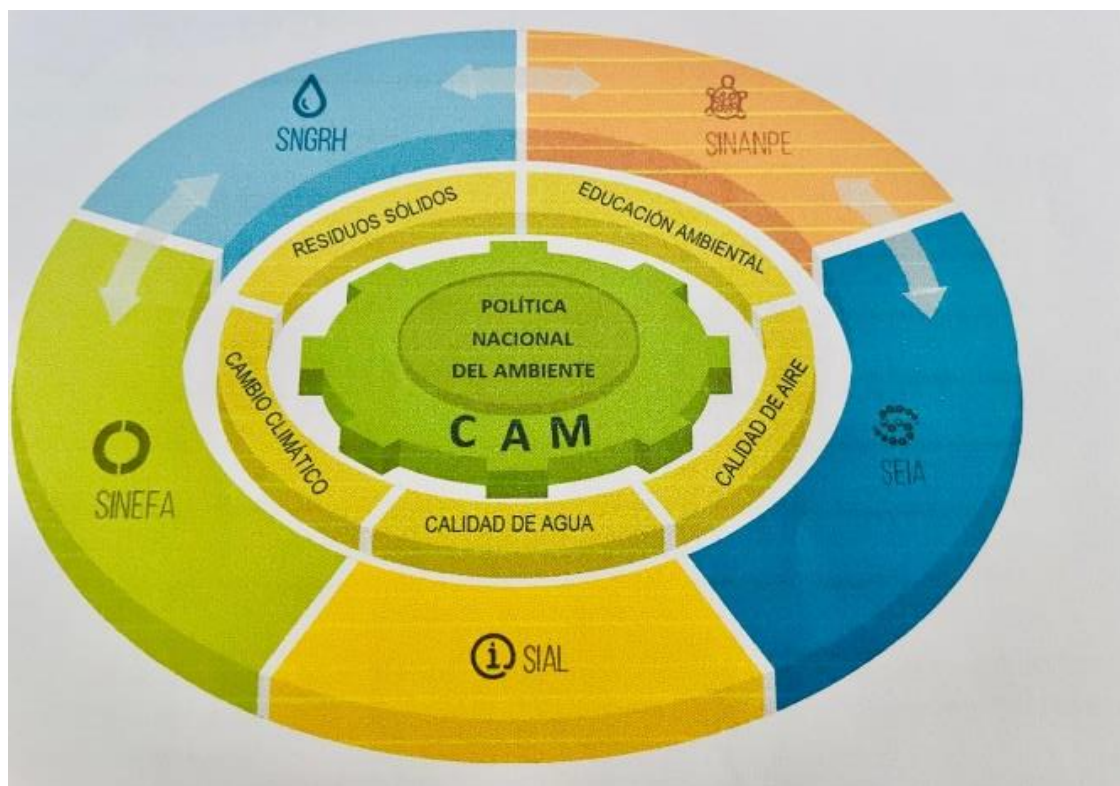 SNGRH
SINANPE
RESIDUOS SÓLIDOS
EDUCACIÓN AMBIENTAL
POLÍTICA
NACIONAL
DEL AMBIENTE
C A M
CAMBIO CLIMÁTICO
CALIDAD DE AIRE
SINEFA
SEIA
CALIDAD DE AGUA
i SIAL